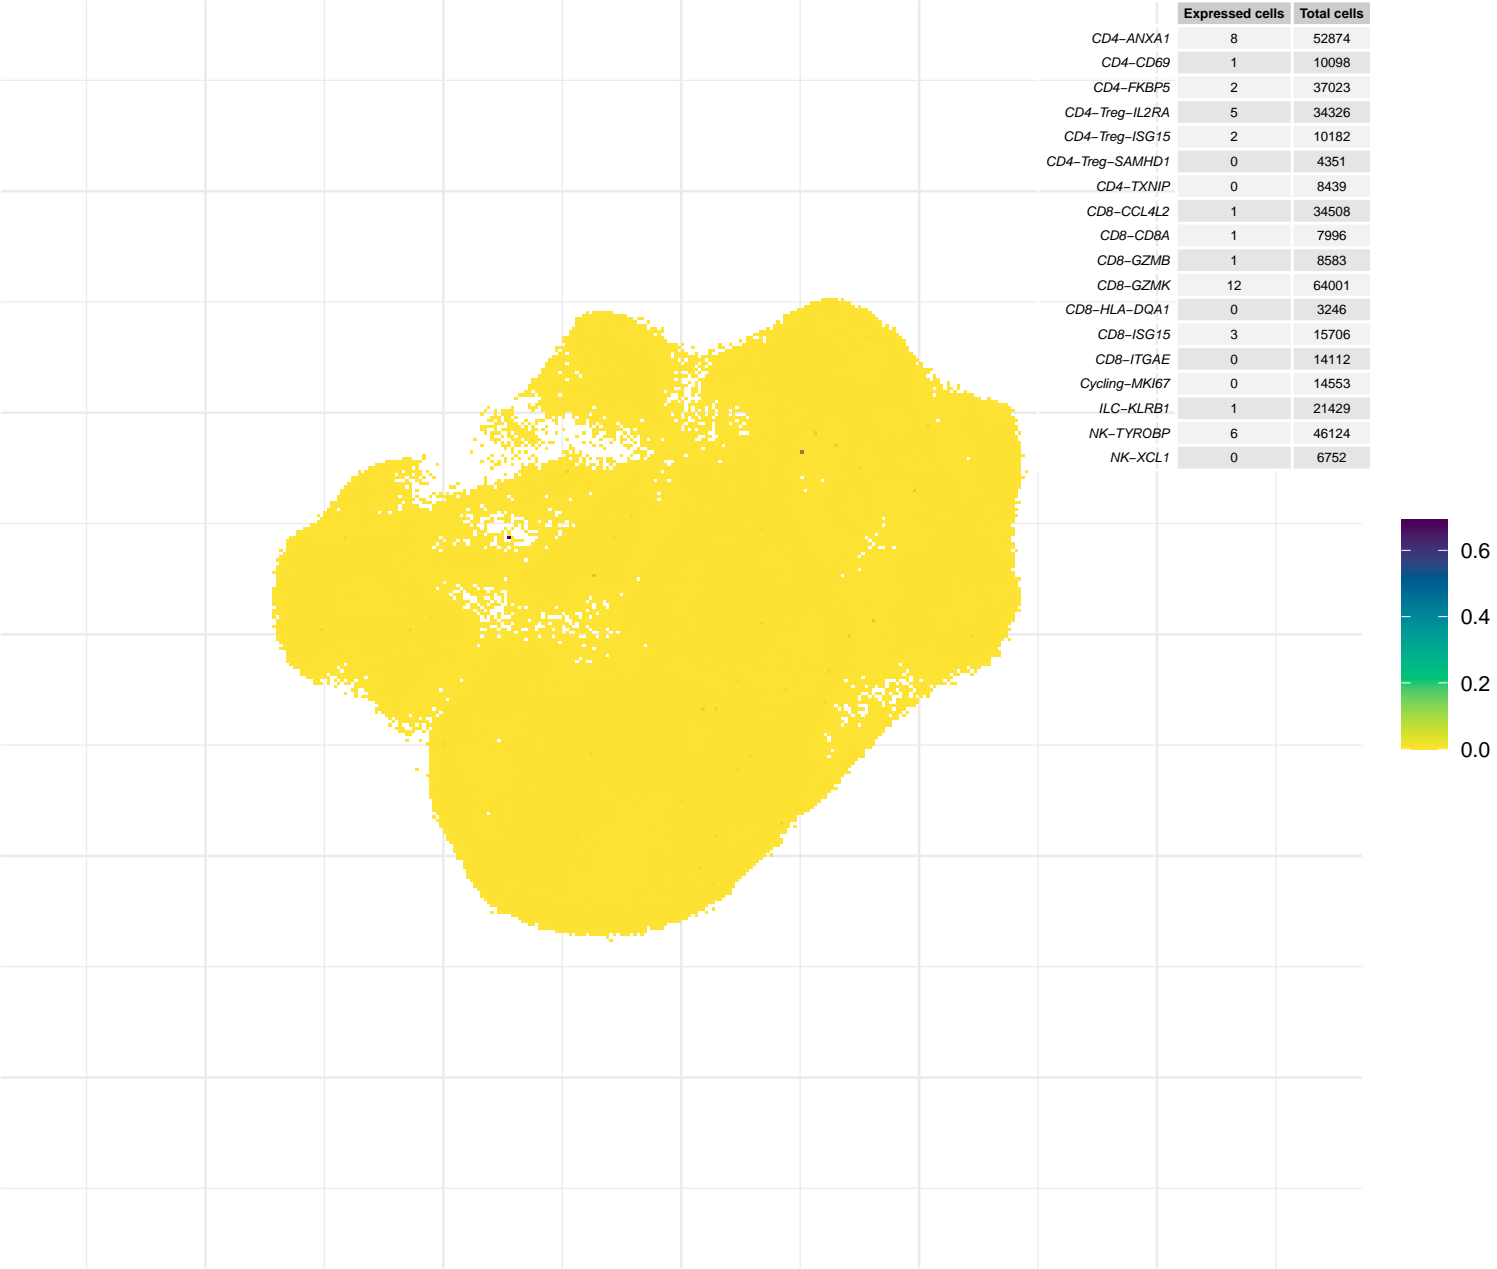 Expressed cells Total cells
CD4−ANXA1 8 52874
CD4−CD69 1 10098
CD4−FKBP5 2 37023
CD4−Treg−IL2RA 5 34326
CD4−Treg−ISG15 2 10182
CD4−Treg−SAMHD1 0 4351
CD4−TXNIP 0 8439
CD8−CCL4L2 1 34508
CD8−CD8A 1 7996
CD8−GZMB 1 8583
CD8−GZMK 12 64001
CD8−HLA−DQA1 0 3246
CD8−ISG15 3 15706
CD8−ITGAE 0 14112
Cycling−MKI67 0 14553
ILC−KLRB1 1 21429
NK−TYROBP 6 46124
NK−XCL1 0 6752
0.6
0.4
0.2
0.0